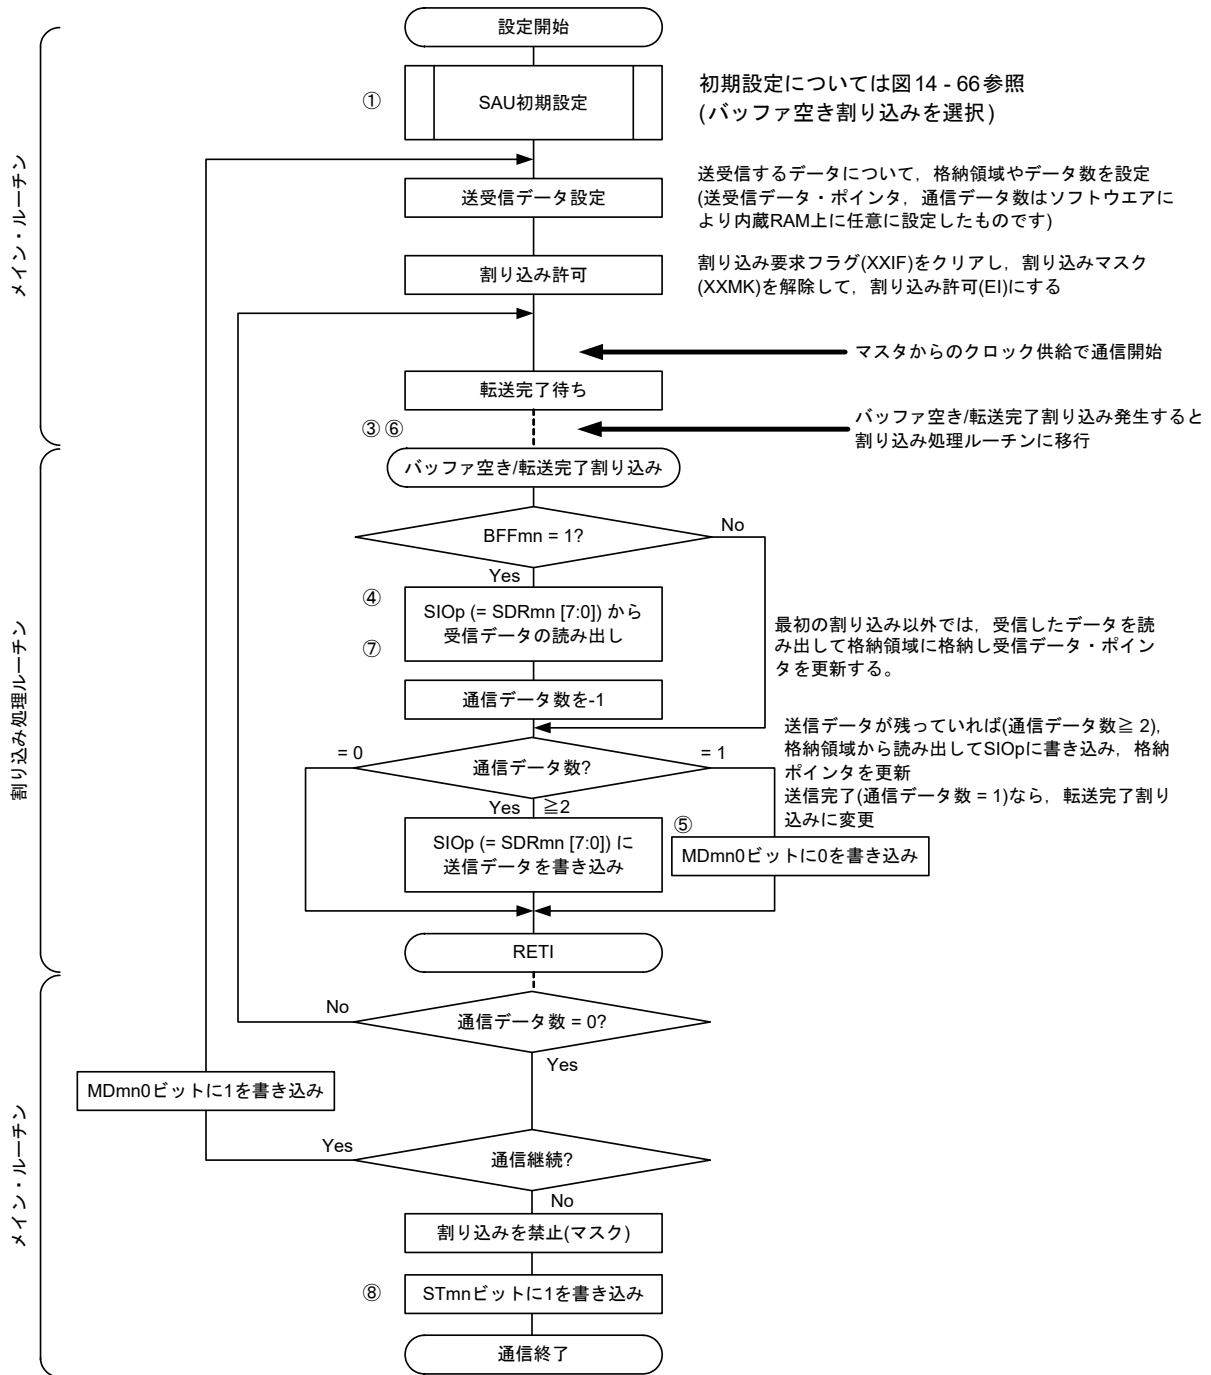 設定開始
①
SAU初期設定
初期設定については図14 - 66参照
(バッファ空き割り込みを選択)
メイン・ルーチン
送受信データ設定
送受信するデータについて，格納領域やデータ数を設定
(送受信データ・ポインタ，通信データ数はソフトウエアに
より内蔵RAM上に任意に設定したものです)
割り込み許可
割り込み要求フラグ(XXIF)をクリアし，割り込みマスク
(XXMK)を解除して，割り込み許可(EI)にする
マスタからのクロック供給で通信開始
転送完了待ち
③⑥
バッファ空き/転送完了割り込み発生すると
割り込み処理ルーチンに移行
バッファ空き/転送完了割り込み
BFFmn = 1?
No
Yes
割り込み処理ルーチン
④
SIOp (= SDRmn [7:0]) から
受信データの読み出し
⑦
最初の割り込み以外では，受信したデータを読
み出して格納領域に格納し受信データ・ポイン
タを更新する。
通信データ数を-1
= 0
通信データ数?
= 1
送信データが残っていれば(通信データ数≧ 2)，
格納領域から読み出してSIOpに書き込み，格納
ポインタを更新
送信完了(通信データ数 = 1)なら，転送完了割り
込みに変更
Yes ≧2
SIOp (= SDRmn [7:0]) に
送信データを書き込み
⑤
MDmn0ビットに0を書き込み
RETI
No
通信データ数 = 0?
Yes
MDmn0ビットに1を書き込み
メイン・ルーチン
Yes
通信継続?
No
割り込みを禁止(マスク)
⑧
STmnビットに1を書き込み
通信終了